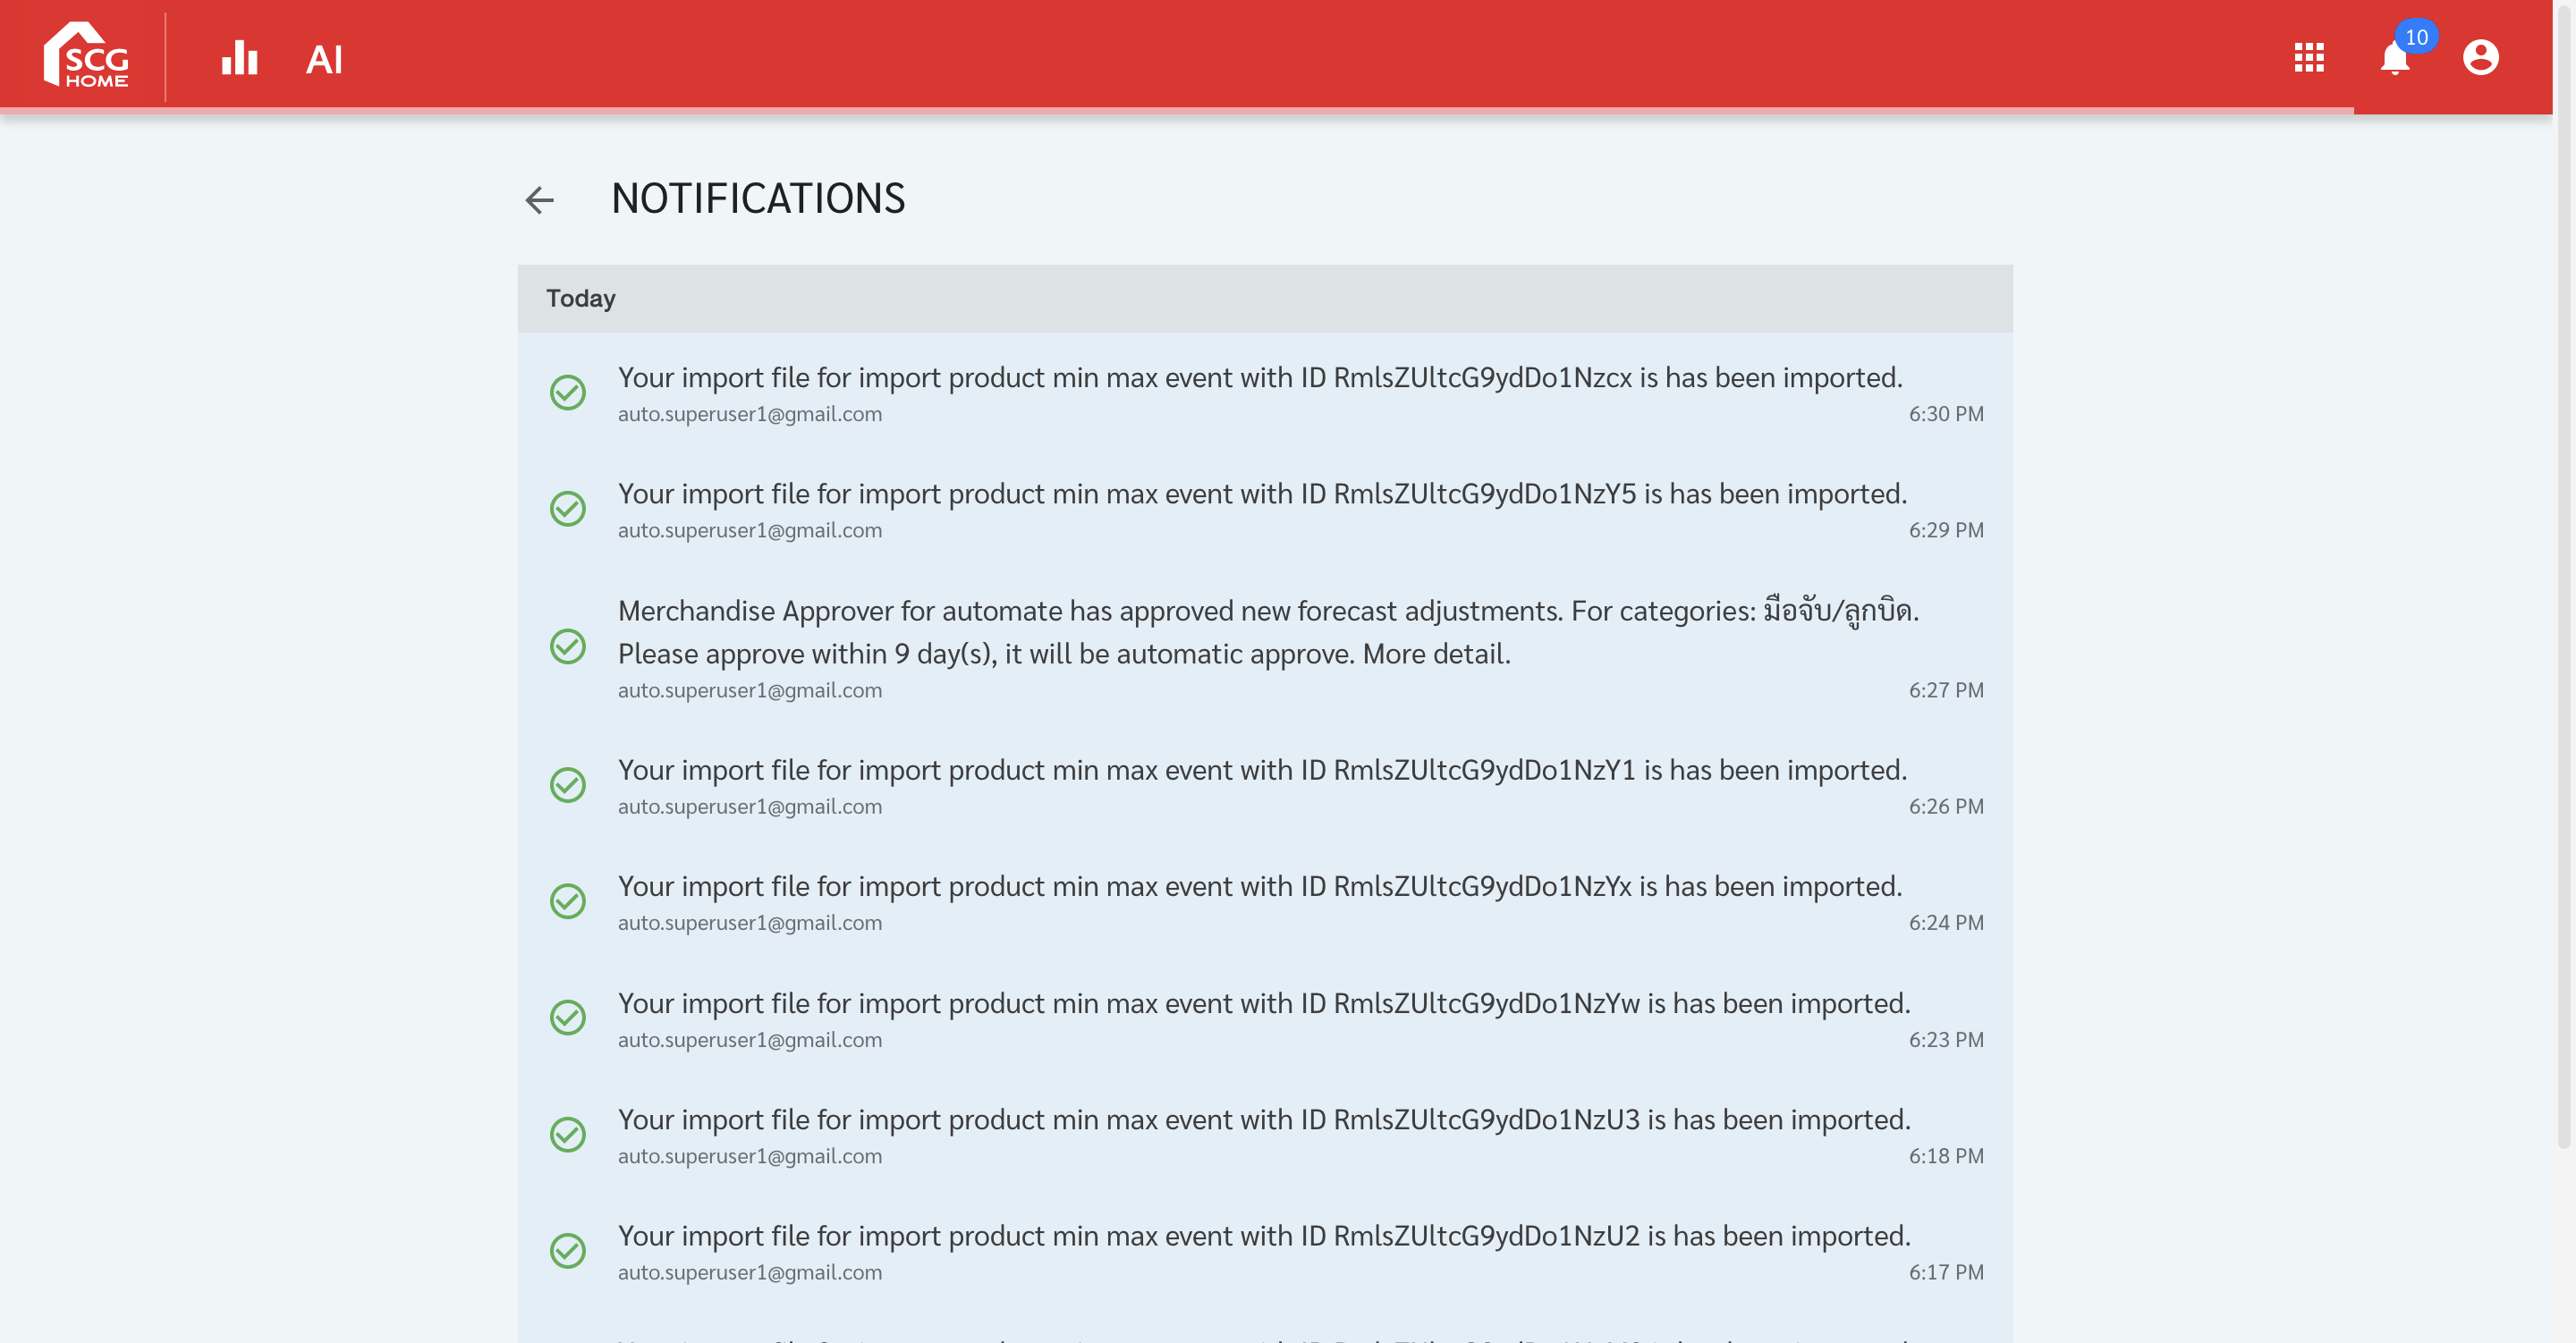 SCG
HOME
AI
10
NOTIFICATIONS
Today
Your import file for import product min max event with ID RmlsZUltcG9ydDo1Nzcx is has been imported.
auto.superuser1@gmail.com 6:30 PM
Your import file for import product min max event with ID RmlsZUltcG9ydDo1NzY5 is has been imported.
auto.superuser1@gmail.com 6:29 PM
Merchandise Approver for automate has approved new forecast adjustments. For categories: มือจับ/ลูกบิด.
Please approve within 9 day(s), it will be automatic approve. More detail.
auto.superuser1@gmail.com 6:27 PM
Your import file for import product min max event with ID RmlsZUltcG9ydDo1NzY1 is has been imported.
auto.superuser1@gmail.com 6:26 PM
Your import file for import product min max event with ID RmlsZUltcG9ydDo1NzYx is has been imported.
auto.superuser1@gmail.com 6:24 PM
Your import file for import product min max event with ID RmlsZUltcG9ydDo1NzYw is has been imported.
auto.superuser1@gmail.com 6:23 PM
Your import file for import product min max event with ID RmlsZUltcG9ydDo1NzU3 is has been imported.
auto.superuser1@gmail.com 6:18 PM
Your import file for import product min max event with ID RmlsZUltcG9ydDo1NzU2 is has been imported.
auto.superuser1@gmail.com 6:17 PM